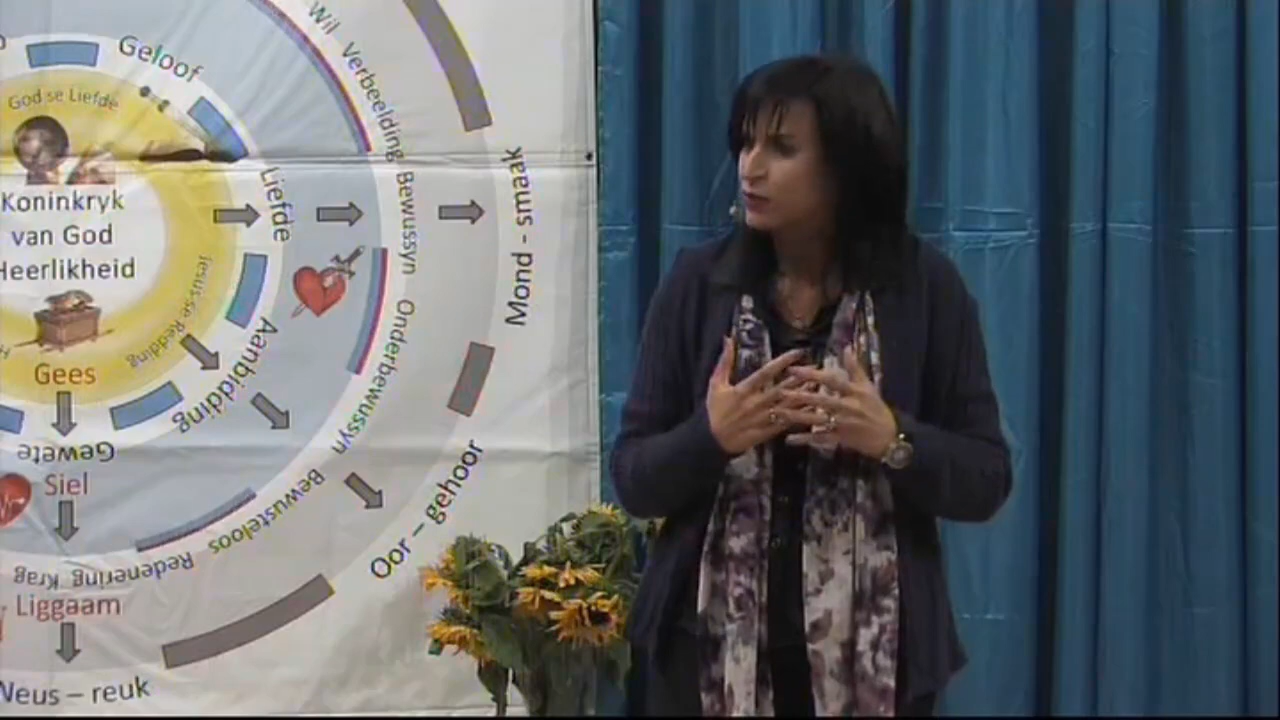 Geloof
God se Liefde
Koninkryk
van God
Heerlikheid
Jesus se Redding
Gees
Liefde
Aanbidding
Gewete
Siel
Wil Verbeelding Bewussyn Onderbewussyn Bewusteloos Redenering Krag
Liggaam
Mond - smaak
Oor – gehoor
Neus – reuk